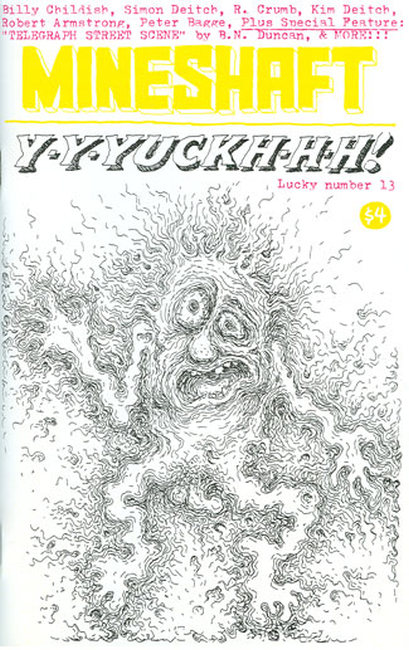 Billy Childish, Simon Deitch, R. Crumb, Kim Deitch,
Robert Armstrong, Peter Bagge, Plus Special Feature:
"TELEGRAPH STREET SCENE" by B.N. Duncan, & MORE!!!
MINESHAFT
Y-Y-YUCKH-H-H!
Lucky number 13
$4